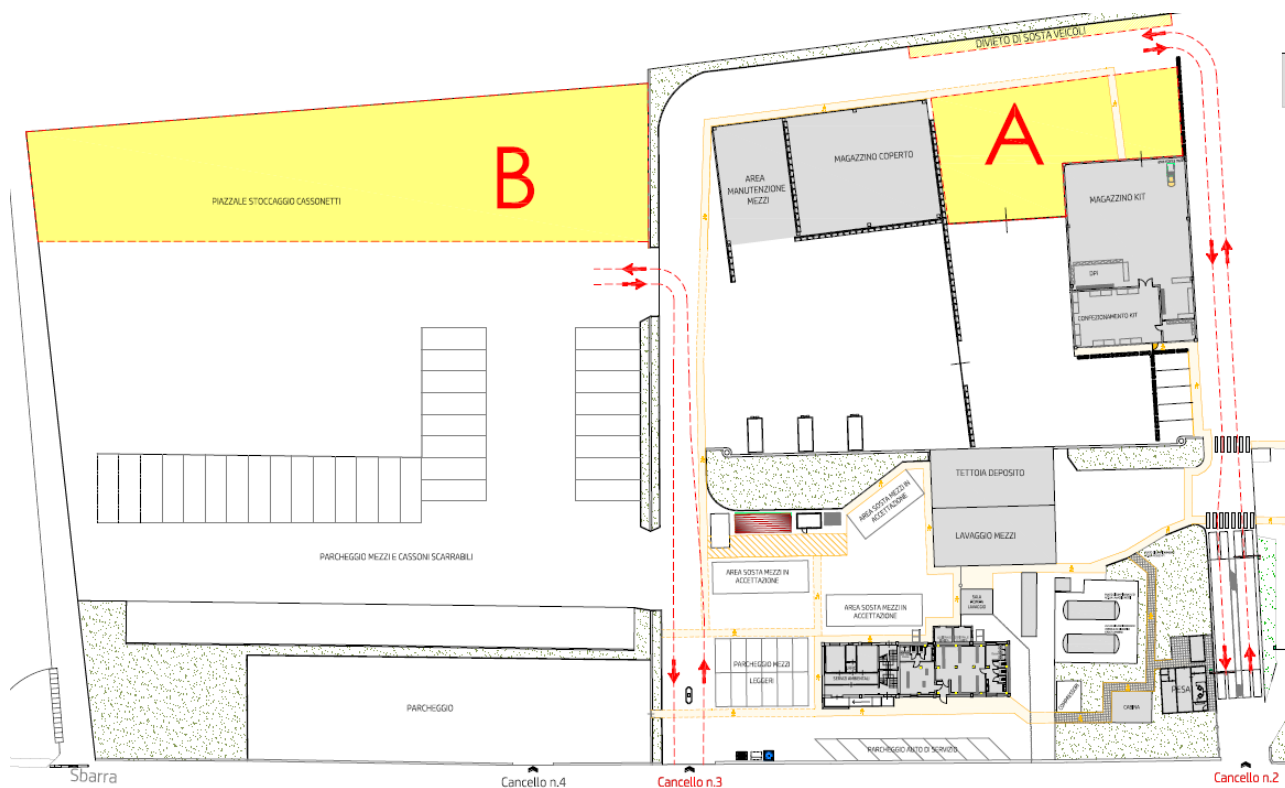 DIVIETO DI SOSTA VEICOLI
A
B
MAGAZZINO COPERTO
AREA
MANUTENZIONE
MEZZI
MAGAZZINO KIT
PIAZZALE STOCCAGGIO CASSONETTI
DPI
CONFEZIONAMENTO KIT
TETTOIA DEPOSITO
AREA SOSTA MEZZI IN
ACCETTAZIONE
LAVAGGIO MEZZI
PARCHEGGIO MEZZI E CASSONI SCARRABILI
AREA SOSTA MEZZI IN
ACCETTAZIONE
AREA SOSTA MEZZI IN
ACCETTAZIONE
PARCHEGGIO MEZZI
LEGGERI
PESA
CABINA
PARCHEGGIO
PARCHEGGIO AUTO DI SERVIZIO
Sbarra
Cancello n.4
Cancello n.3
Cancello n.2